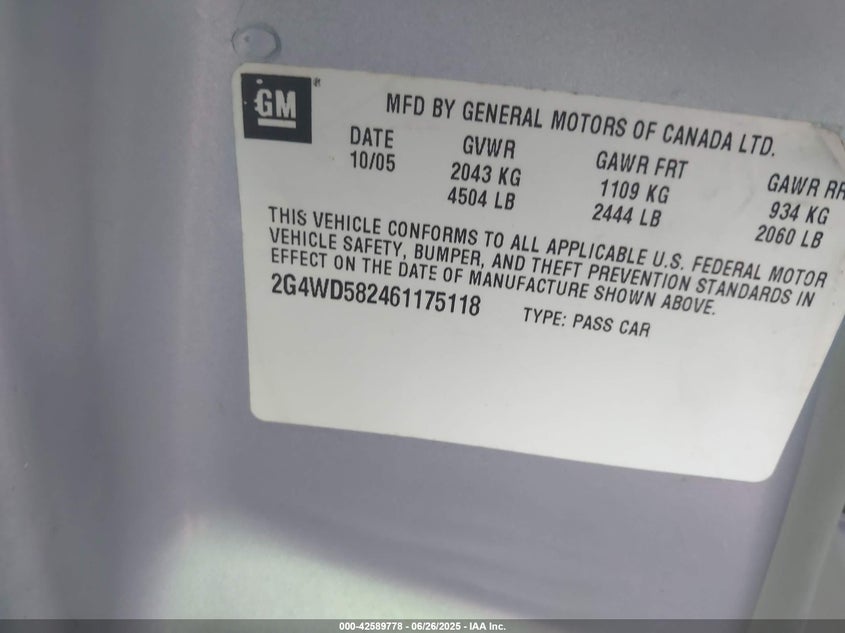 GM
MFD BY GENERAL MOTORS OF CANADA LTD.
DATE GVWR GAWR FRT GAWR RR
10/05 2043 KG 1109 KG 934 KG
4504 LB 2444 LB 2060 LB
THIS VEHICLE CONFORMS TO ALL APPLICABLE U.S. FEDERAL MOTOR
VEHICLE SAFETY, BUMPER, AND THEFT PREVENTION STANDARDS IN
EFFECT ON THE DATE OF MANUFACTURE SHOWN ABOVE.
2G4WD582461175118 TYPE: PASS CAR
000-42589778 - 06/26/2025 - IAA Inc.